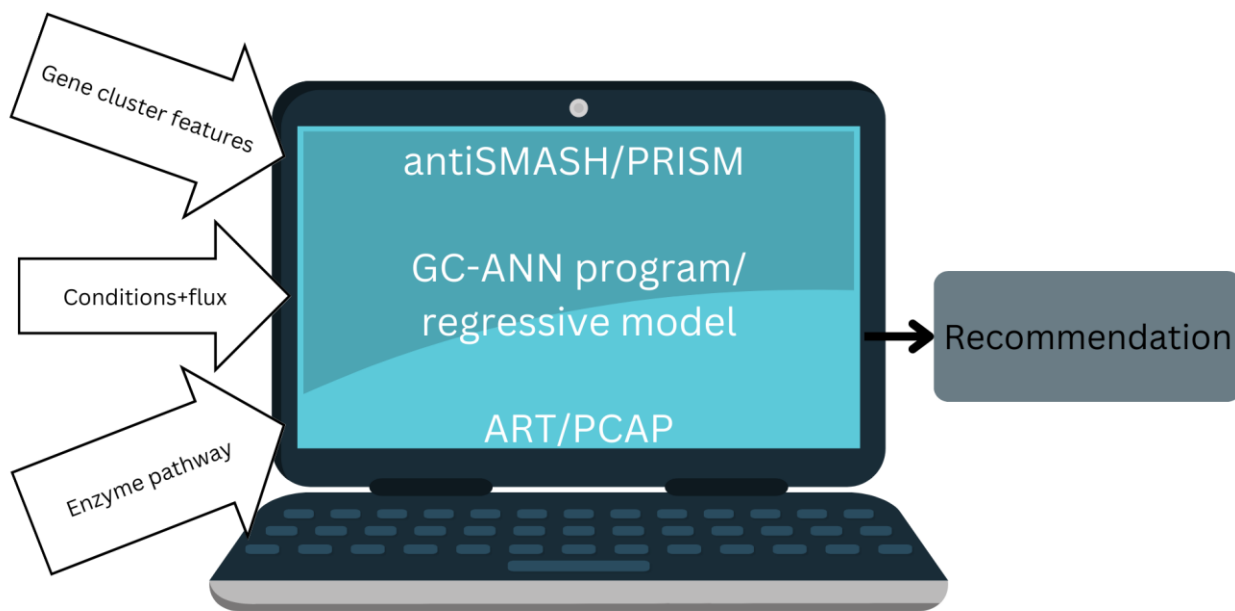 Gene cluster features
Conditions+flux
Enzyme pathway
antiSMASH/PRISM
GC-ANN program/
regressive model
ART/PCAP
Recommendation